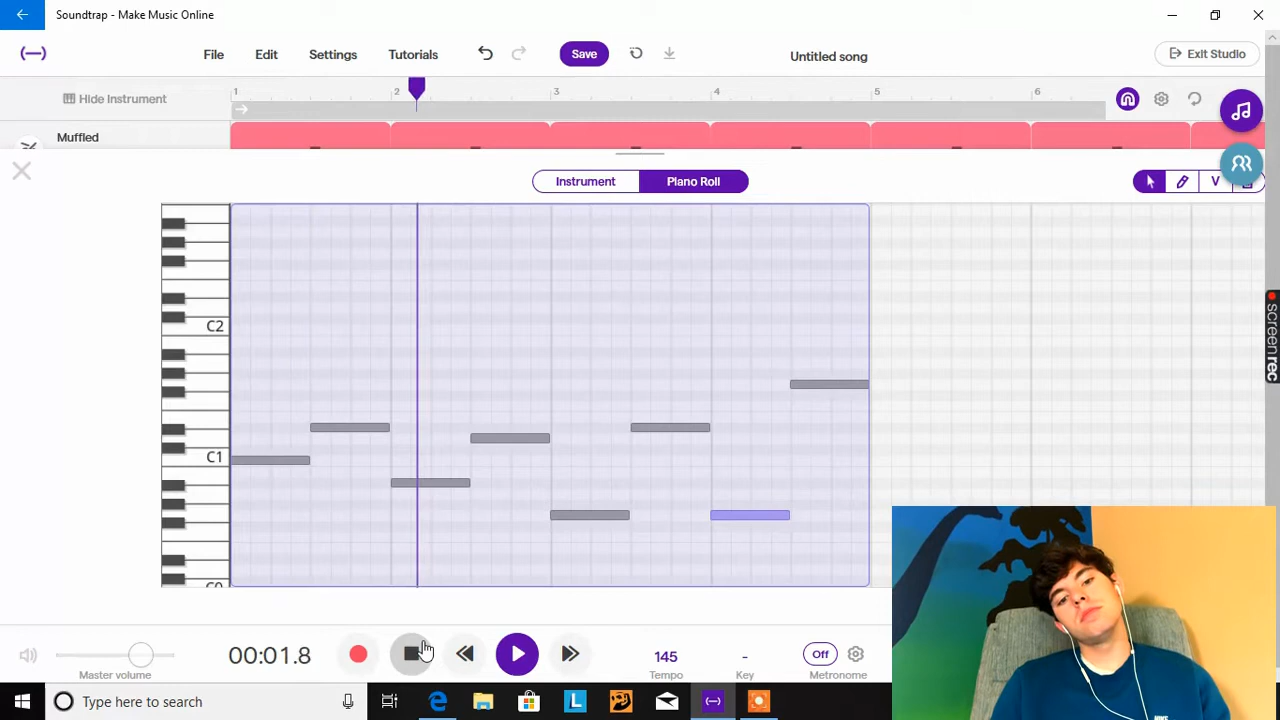 Soundtrap - Make Music Online
File Edit Settings Tutorials Save Untitled song Exit Studio
Hide Instrument 1 2 3 4 5 6
Muffled
Instrument Piano Roll V
C2
C1
C0
screenrec
00:01.8 145 - Off
Master volume Tempo Key Metronome
Type here to search L